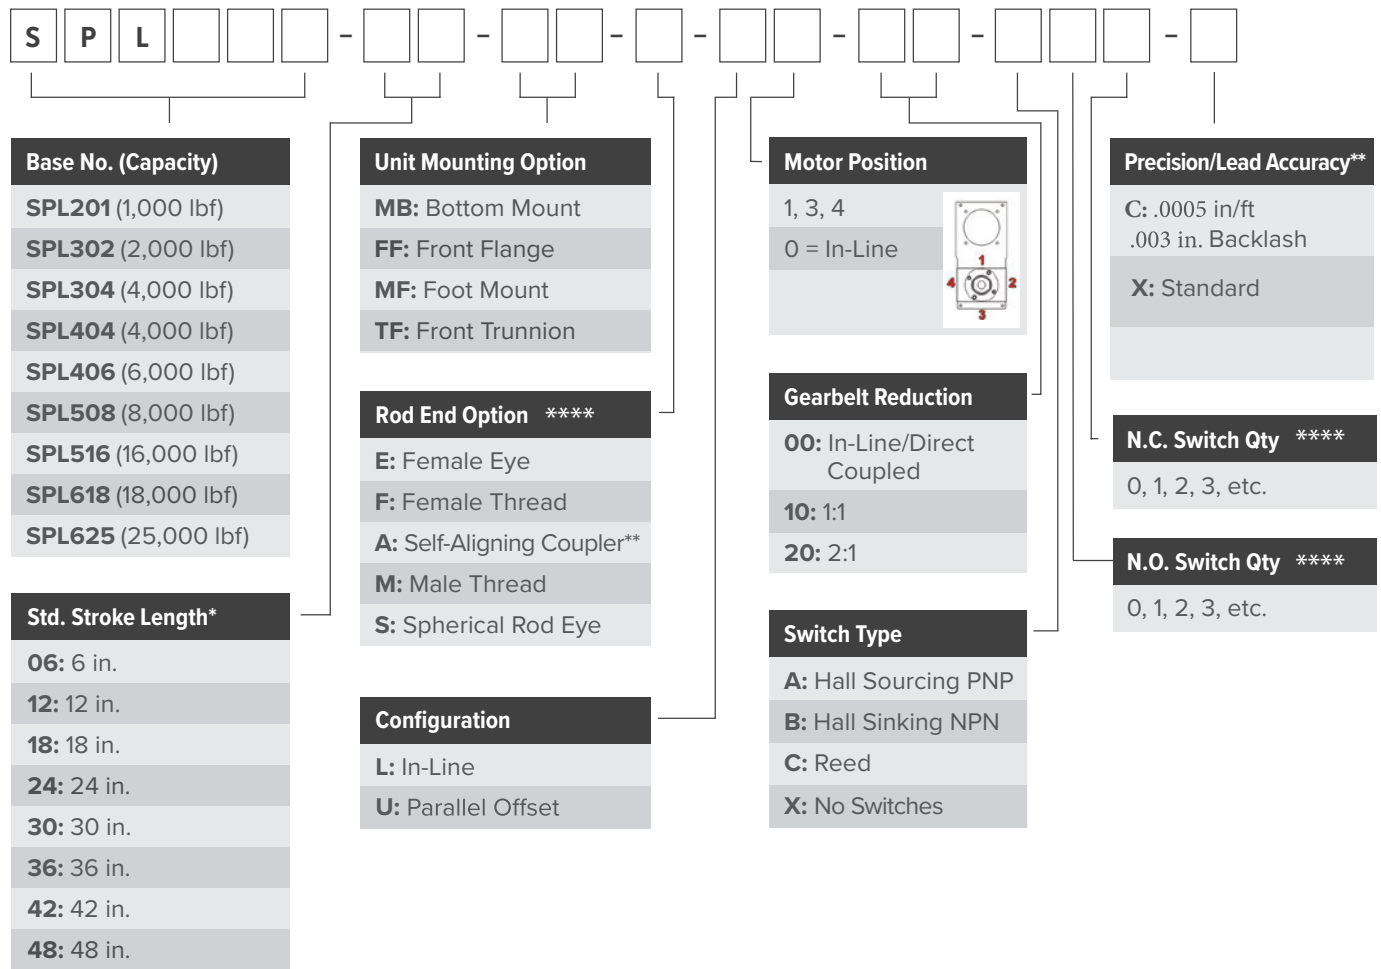 S P L - - - - - - -
Base No. (Capacity)
SPL201 (1,000 lbf)
SPL302 (2,000 lbf)
SPL304 (4,000 lbf)
SPL404 (4,000 lbf)
SPL406 (6,000 lbf)
SPL508 (8,000 lbf)
SPL516 (16,000 lbf)
SPL618 (18,000 lbf)
SPL625 (25,000 lbf)
Std. Stroke Length*
06: 6 in.
12: 12 in.
18: 18 in.
24: 24 in.
30: 30 in.
36: 36 in.
42: 42 in.
48: 48 in.
Unit Mounting Option
MB: Bottom Mount
FF: Front Flange
MF: Foot Mount
TF: Front Trunnion
Rod End Option ****
E: Female Eye
F: Female Thread
A: Self-Aligning Coupler**
M: Male Thread
S: Spherical Rod Eye
Configuration
L: In-Line
U: Parallel Offset
Motor Position
1, 3, 4
0 = In-Line
1
4 2
3
Gearbelt Reduction
00: In-Line/Direct
Coupled
10: 1:1
20: 2:1
Switch Type
A: Hall Sourcing PNP
B: Hall Sinking NPN
C: Reed
X: No Switches
Precision/Lead Accuracy**
C: .0005 in/ft
.003 in. Backlash
X: Standard
N.C. Switch Qty ****
0, 1, 2, 3, etc.
N.O. Switch Qty ****
0, 1, 2, 3, etc.